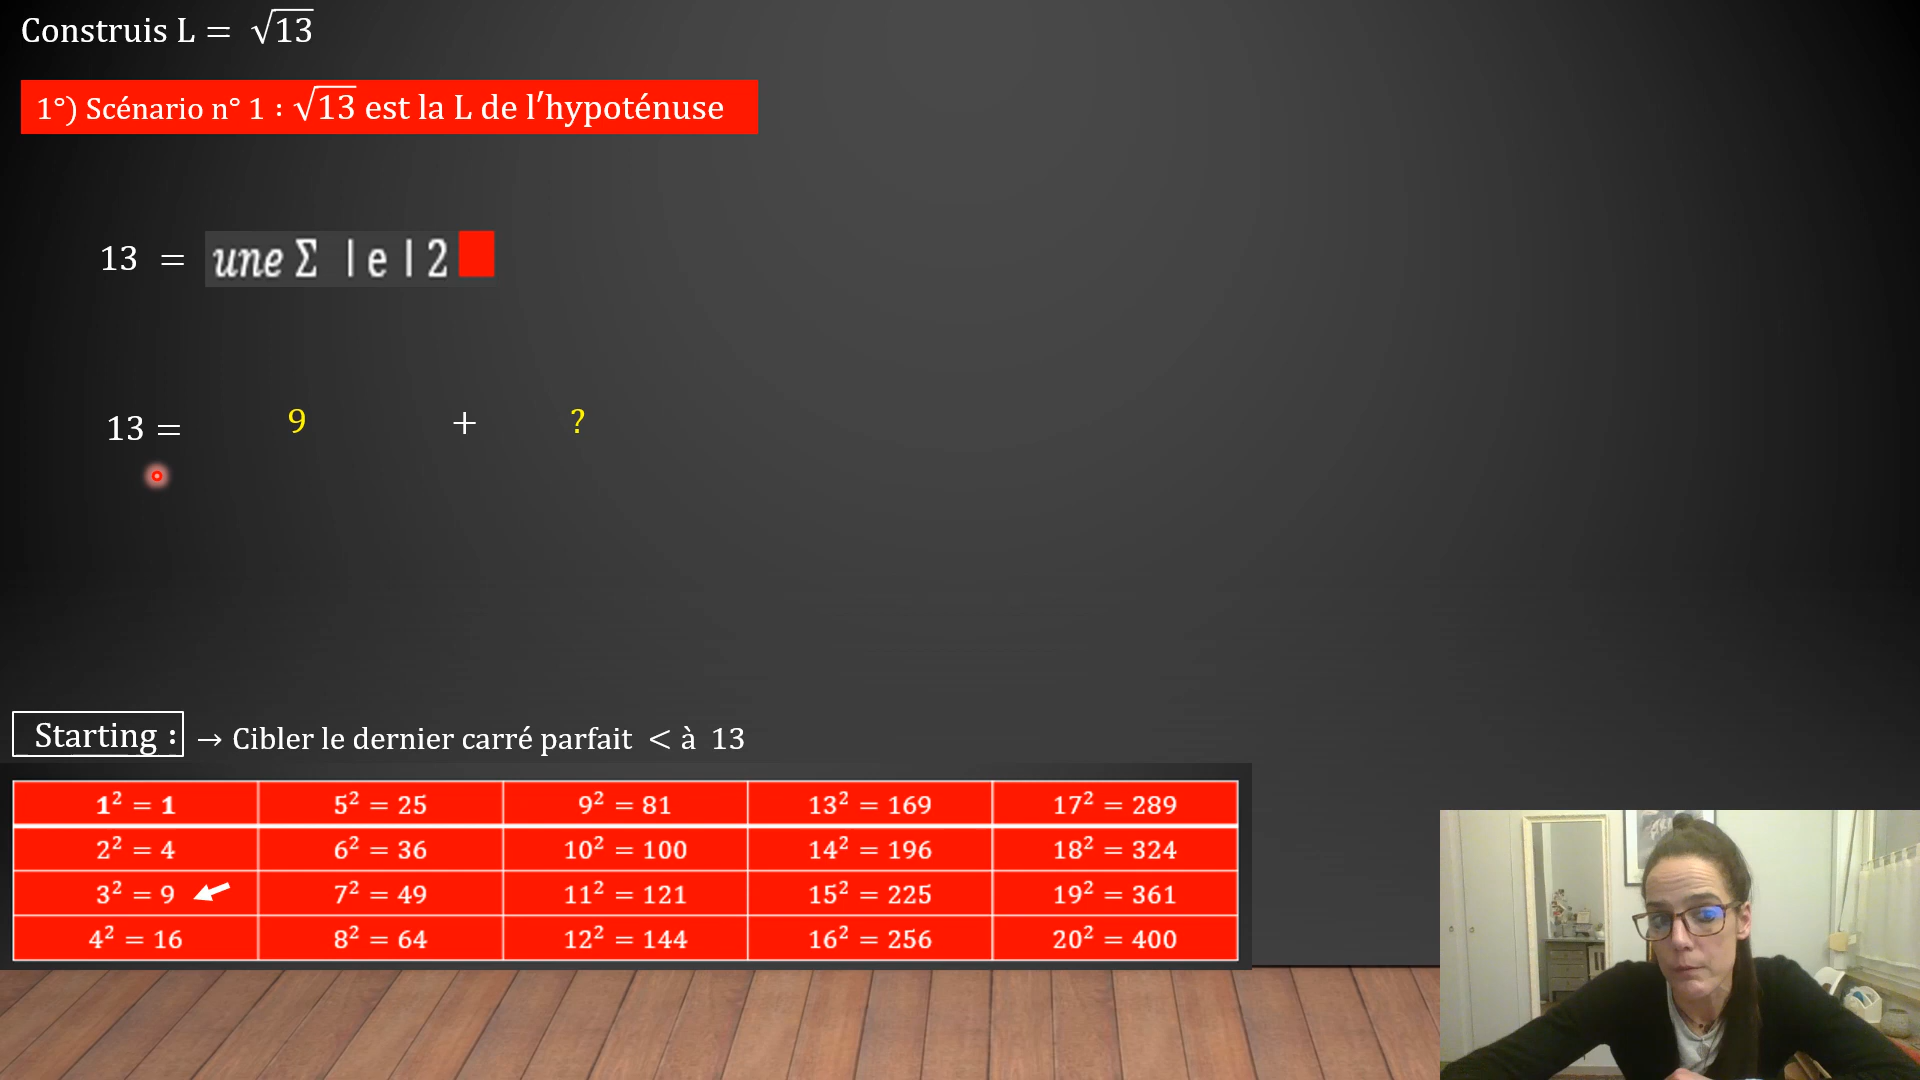 Construis L = √13
1°) Scénario n° 1 : √13 est la L de l′hypoténuse
13 = une Σ | e | 2
13 = 9 + ?
Starting : → Cibler le dernier carré parfait < à 13
1² = 1 5² = 25 9² = 81 13² = 169 17² = 289
2² = 4 6² = 36 10² = 100 14² = 196 18² = 324
3² = 9 7² = 49 11² = 121 15² = 225 19² = 361
4² = 16 8² = 64 12² = 144 16² = 256 20² = 400